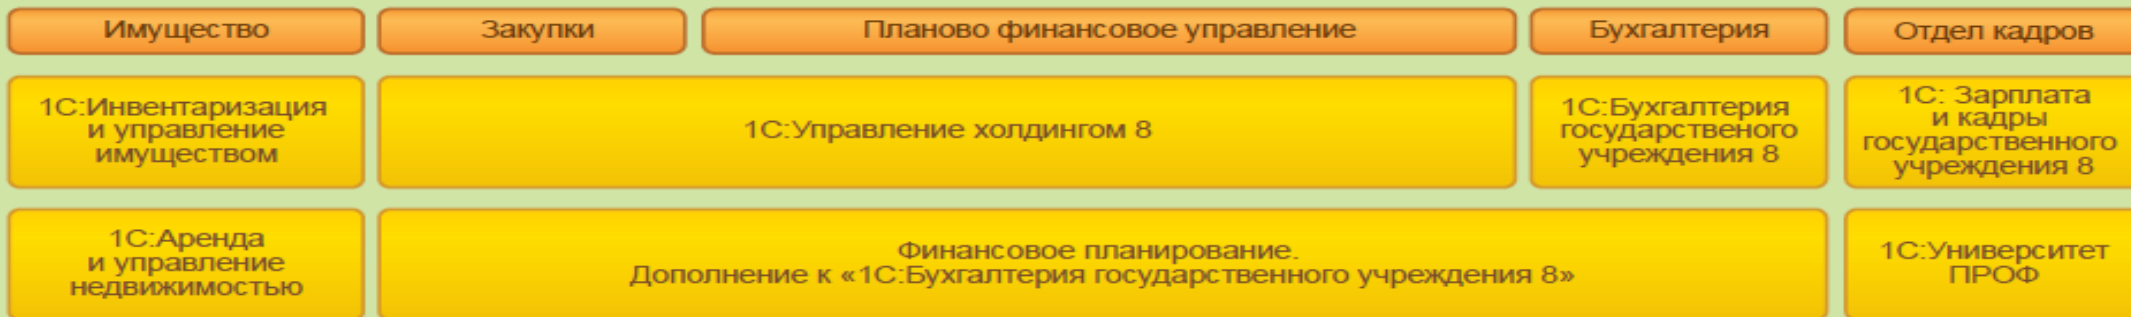 Имущество
Закупки
Планово финансовое управление
Бухгалтерия
Отдел кадров
1С:Инвентаризация
и управление
имуществом
1С:Управление холдингом 8
1С:Бухгалтерия
государственого
учреждения 8
1С: Зарплата
и кадры
государственного
учреждения 8
1С:Аренда
и управление
недвижимостью
Финансовое планирование.
Дополнение к «1С:Бухгалтерия государственного учреждения 8»
1С:Университет
ПРОФ